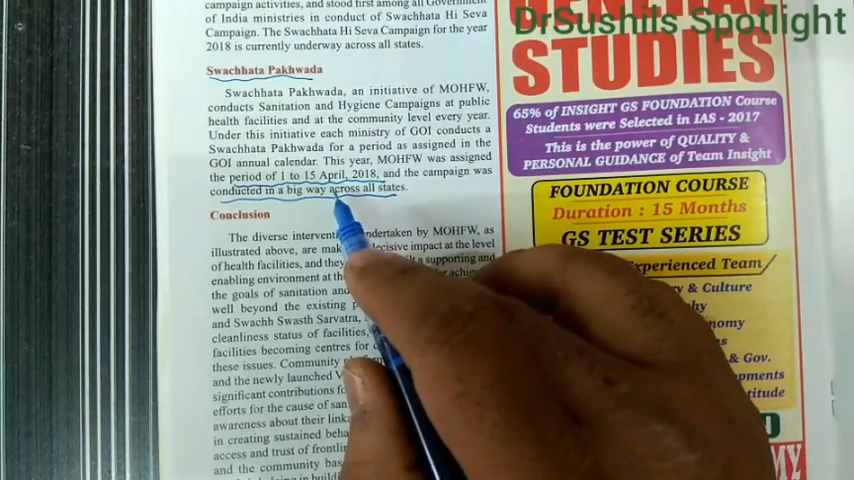 campaign activities, and stood first among all Government
of India ministries in conduct of Swachhata Hi Seva
Campaign. The Swachhata Hi Seva Campaign for the year
2018 is currently underway across all states.
Swachhata Pakhwada
Swachhata Pakhwada, an initiative of MOHFW,
conducts Sanitation and Hygiene Campaigns at public
health facilities and at the community level every year.
Under this initiative each ministry of GOI conducts a
Swachhata Pakhwada for a period as assigned in the
GOI annual calendar. This year, MOHFW was assigned
the period of 1 to 15 April, 2018, and the campaign was
conducted in a big way across all states.
Conclusion
The diverse undertaken by MOHFW, as
illustrated above, are decisive impact at the level
of health facilities, and a supporting and
enabling environment at
the goals of sanitation and
well beyond the existing
and Swachh Swasth Sarvatra,
cleanliness status of facilities,
facilities becoming centres for
these issues. Community
and the newly launched
significant contributions
efforts for the cause of
awareness about their
in creating sustained
access and trust of
and the community
DrSushils Spotlight
GENERAL
STUDIES
65% of INSIGHT GS FOUNDATION Course
Students were Selected in IAS - 2017
This is the power of QUALITY &
PERSONAL GUIDANCE of Team Insight
FOUNDATION COURSE
Duration : 15 Months
GS TEST SERIES
Experienced Team
& Culture
& Gov.